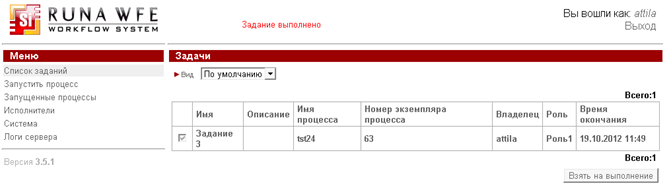 RUNA WFE
WORKFLOW SYSTEM
Задание выполнено
Вы вошли как: attila
Выход
Меню
Список заданий
Запустить процесс
Запущенные процессы
Исполнители
Система
Логи сервера
Версия 3.5.1
Задачи
Вид По умолчанию
Всего:1
Имя Описание Имя процесса Номер экземпляра процесса Владелец Роль Время окончания
Задание 3 tst24 63 attila Роль1 19.10.2012 11:49
Всего:1
Взять на выполнение